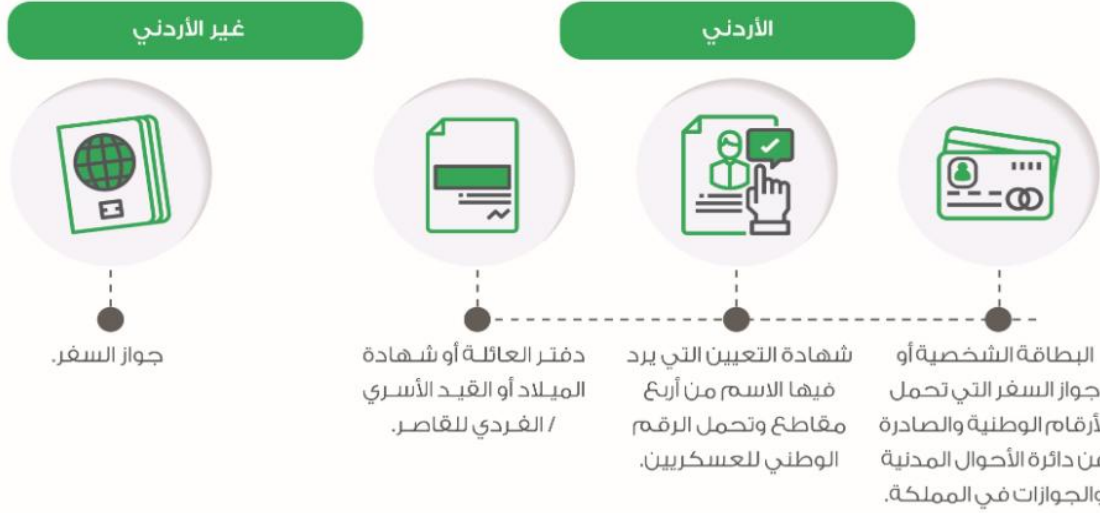 الأردني
غير الأردني
البطاقة الشخصية أو
جواز السفر التي تحمل
لأرقام الوطنية والصادرة
ن دائرة الأحوال المدنية
والجوازات في المملكة.
شهادة التعيين التي يرد
فيها الاسم من أربع
مقاطع وتحمل الرقم
الوطني للعسكريين.
دفتر العائلة أو شهادة
الميلاد أو القيد الأسري
/ الفردي للقاصر.
جواز السفر.